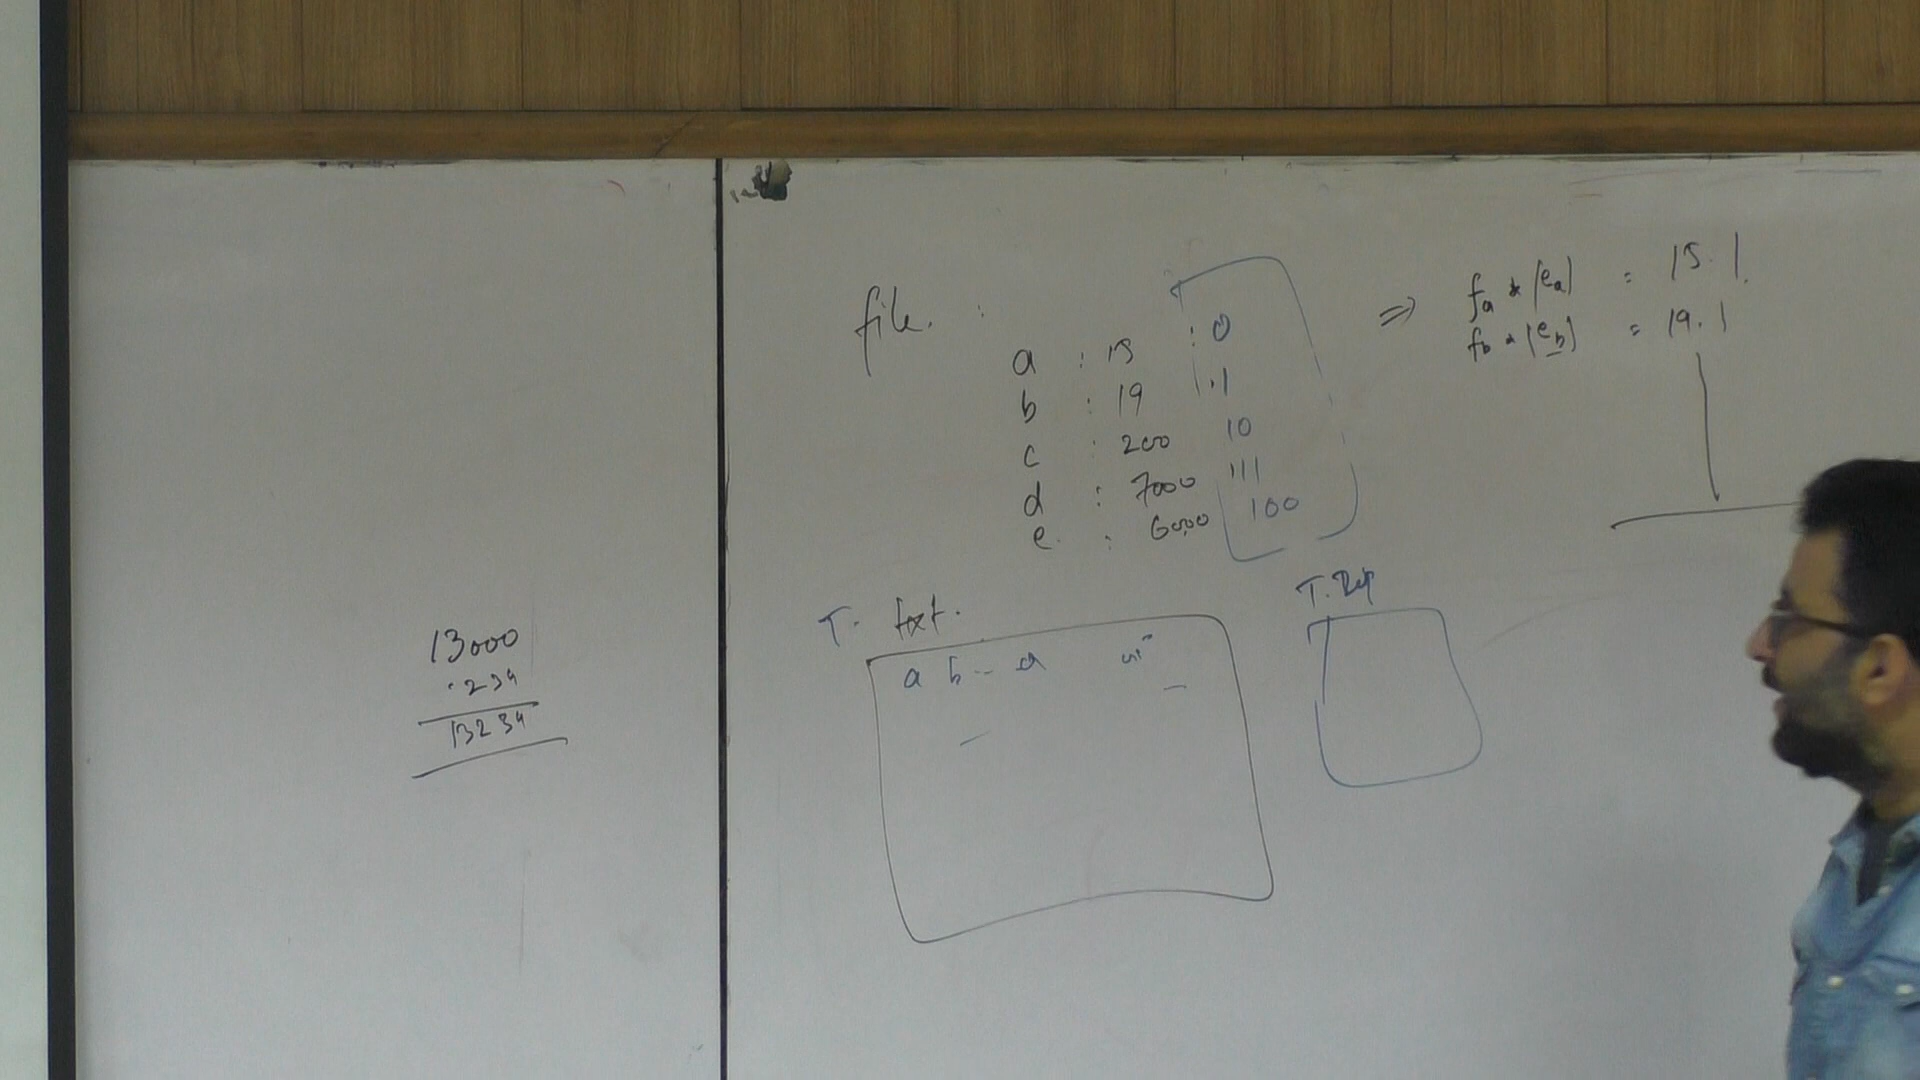 file. :
a : 15 : 0
b : 19 1.1
c : 200 10
d : 7000 111
e. : 6000 100
⇒ fa * |ea| = 15.1
fb * |eb| = 19.1
T. txt.
a b -- a
T. Rep
13000
234
13234